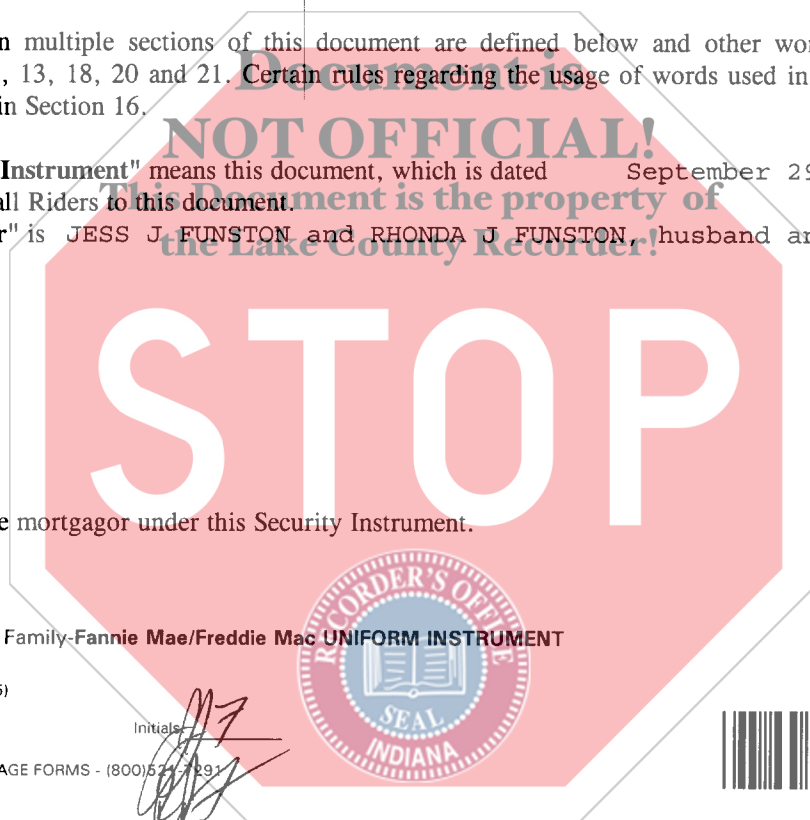 n multiple sections of this document are defined below and other wor
, 13, 18, 20 and 21. Certain rules regarding the usage of words used in
in Section 16.
Document is
NOT OFFICIAL!
This Document is the property of
the Lake County Recorder!
Instrument" means this document, which is dated September 29
all Riders to this document.
r" is JESS J FUNSTON and RHONDA J FUNSTON, husband an
STOP
e mortgagor under this Security Instrument.
RECORDER'S OFFICE
SEAL
INDIANA
Family-Fannie Mae/Freddie Mac UNIFORM INSTRUMENT
Initials:
AGE FORMS - (800)521-7291